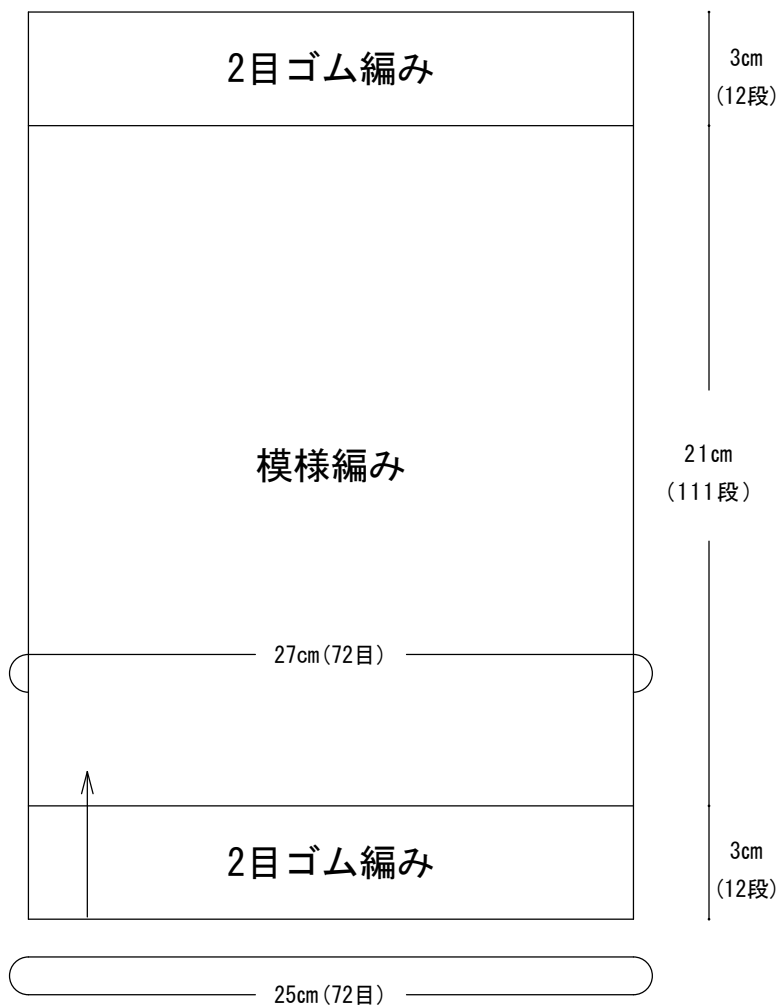 2目ゴム編み
3cm
(12段)
模様編み
21cm
(111段)
27cm(72目)
2目ゴム編み
3cm
(12段)
25cm(72目)